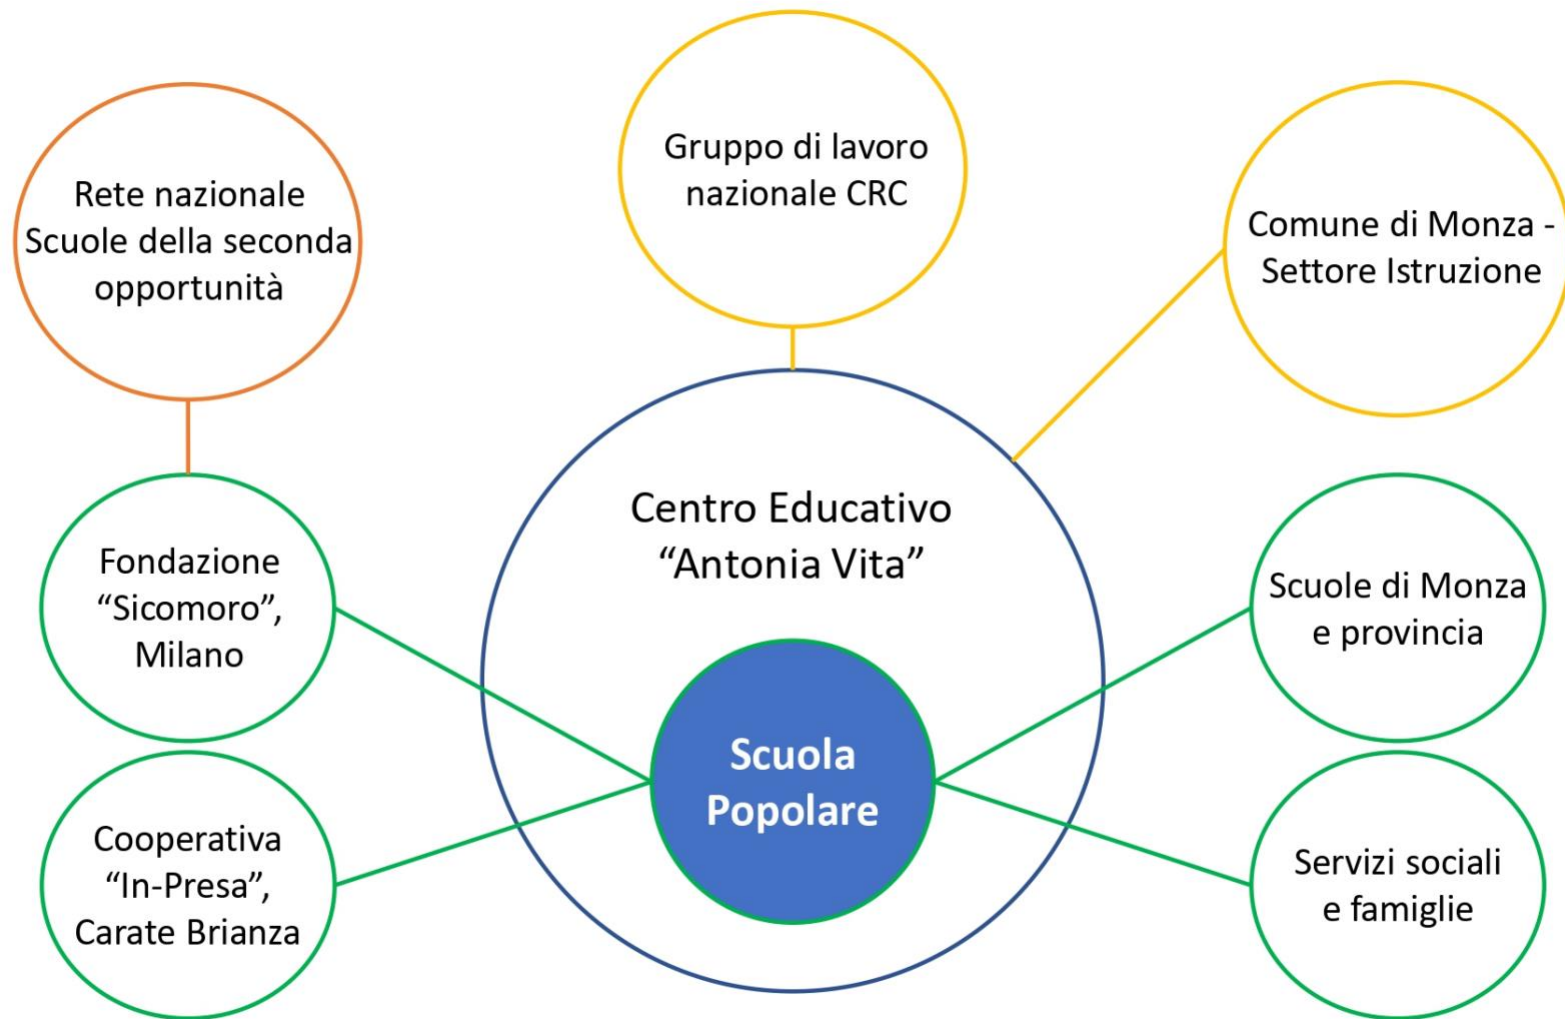 Gruppo di lavoro
nazionale CRC
Rete nazionale
Scuole della seconda
opportunità
Comune di Monza -
Settore Istruzione
Centro Educativo
“Antonia Vita”
Fondazione
“Sicomoro”,
Milano
Scuole di Monza
e provincia
Scuola
Popolare
Cooperativa
“In-Presa”,
Carate Brianza
Servizi sociali
e famiglie